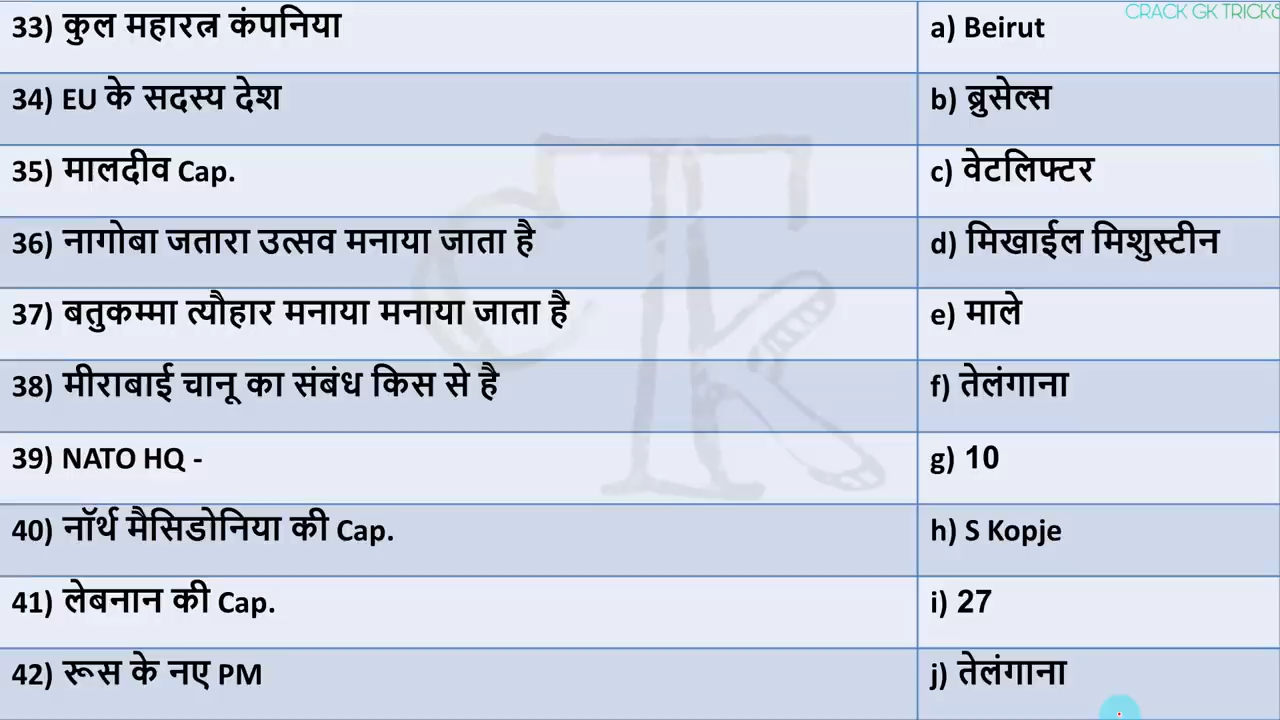 CRACK GK TRICKS
33) कुल महारत्न कंपनिया a) Beirut
34) EU के सदस्य देश b) ब्रुसेल्स
35) मालदीव Cap. c) वेटलिफ्टर
36) नागोबा जतारा उत्सव मनाया जाता है d) मिखाईल मिशुस्टीन
37) बतुकम्मा त्यौहार मनाया मनाया जाता है e) माले
38) मीराबाई चानू का संबंध किस से है f) तेलंगाना
39) NATO HQ - g) 10
40) नॉर्थ मैसिडोनिया की Cap. h) S Kopje
41) लेबनान की Cap. i) 27
42) रूस के नए PM j) तेलंगाना